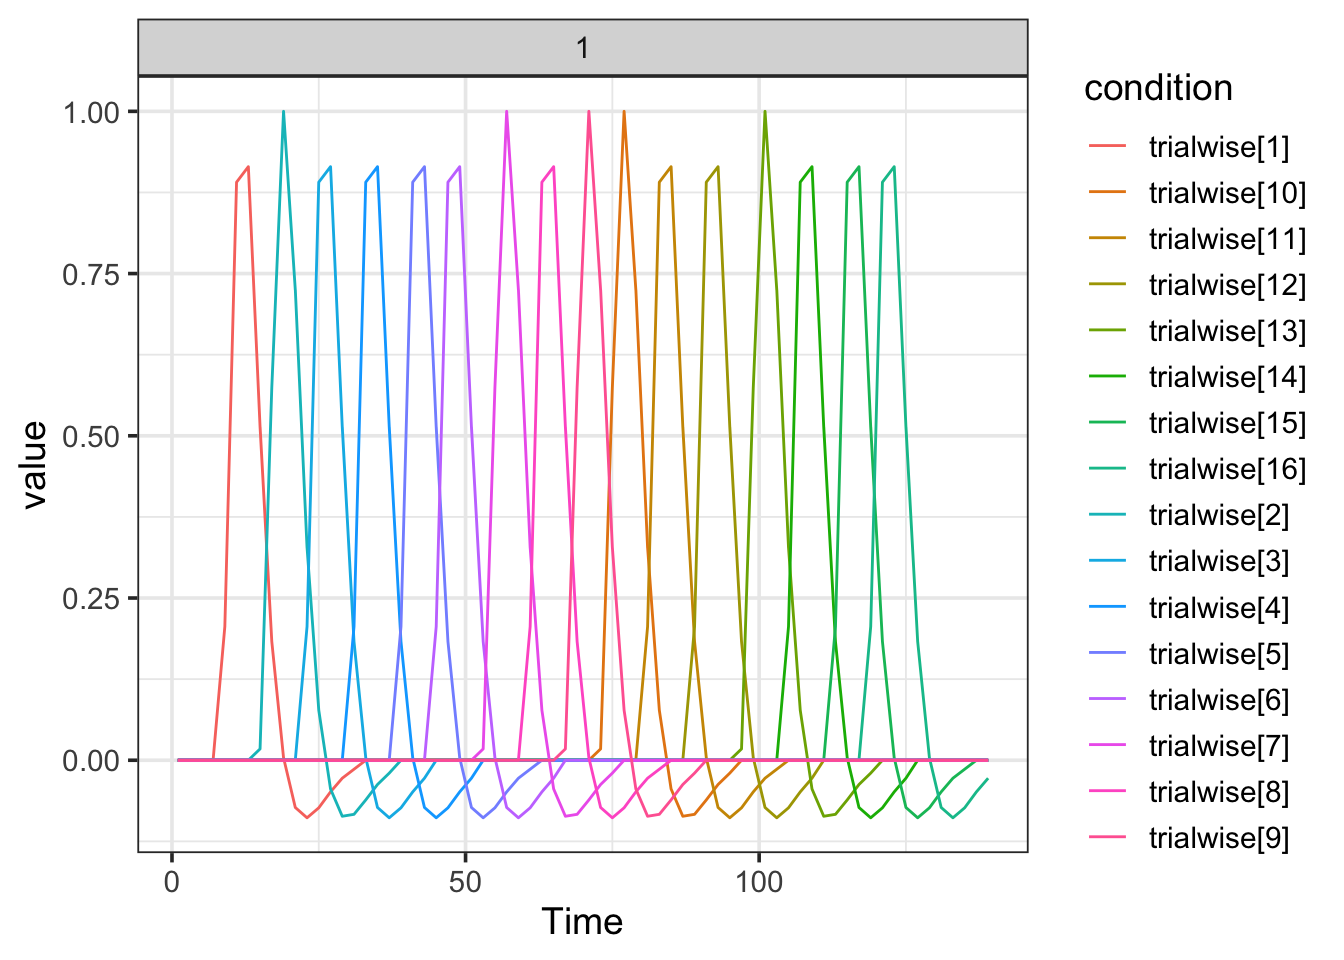 1
condition
trialwise[1]
trialwise[10]
trialwise[11]
trialwise[12]
trialwise[13]
trialwise[14]
trialwise[15]
trialwise[16]
trialwise[2]
trialwise[3]
trialwise[4]
trialwise[5]
trialwise[6]
trialwise[7]
trialwise[8]
trialwise[9]
1.00
0.75
0.50
0.25
0.00
value
0
50
100
Time